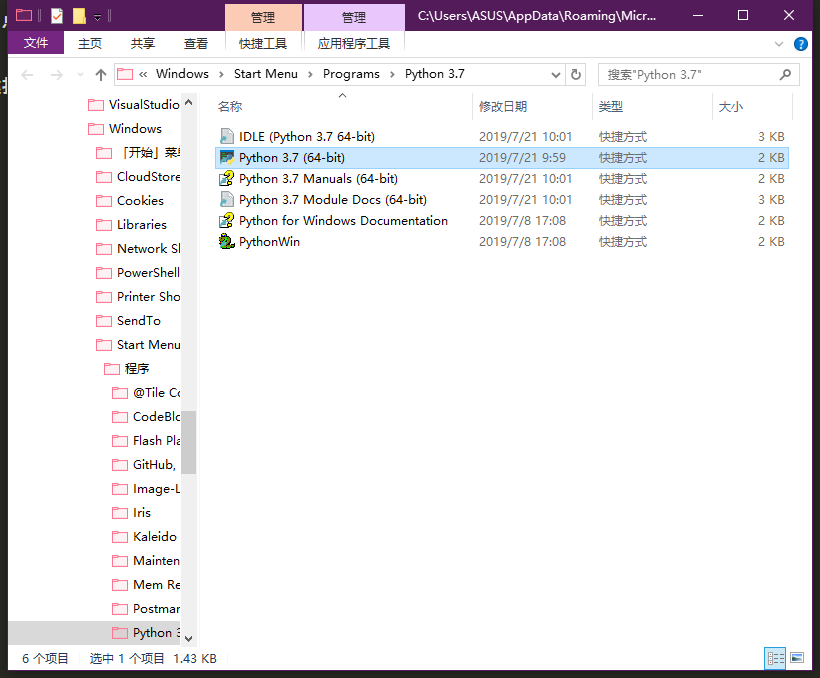 管理 管理 C:\Users\ASUS\AppData\Roaming\Micr...
文件 主页 共享 查看 快捷工具 应用程序工具
« Windows › Start Menu › Programs › Python 3.7
搜索"Python 3.7"
VisualStudio
Windows
「开始」菜
CloudStore
Cookies
Libraries
Network S
PowerShell
Printer Sho
SendTo
Start Menu
程序
@Tile Co
CodeBlo
Flash Pla
GitHub,
Image-L
Iris
Kaleido
Mainten
Mem Re
Postmar
Python 3
名称 修改日期 类型 大小
IDLE (Python 3.7 64-bit) 2019/7/21 10:01 快捷方式 3 KB
Python 3.7 (64-bit) 2019/7/21 9:59 快捷方式 2 KB
Python 3.7 Manuals (64-bit) 2019/7/21 10:01 快捷方式 2 KB
Python 3.7 Module Docs (64-bit) 2019/7/21 10:01 快捷方式 3 KB
Python for Windows Documentation 2019/7/8 17:08 快捷方式 2 KB
PythonWin 2019/7/8 17:08 快捷方式 2 KB
6 个项目 选中 1 个项目 1.43 KB